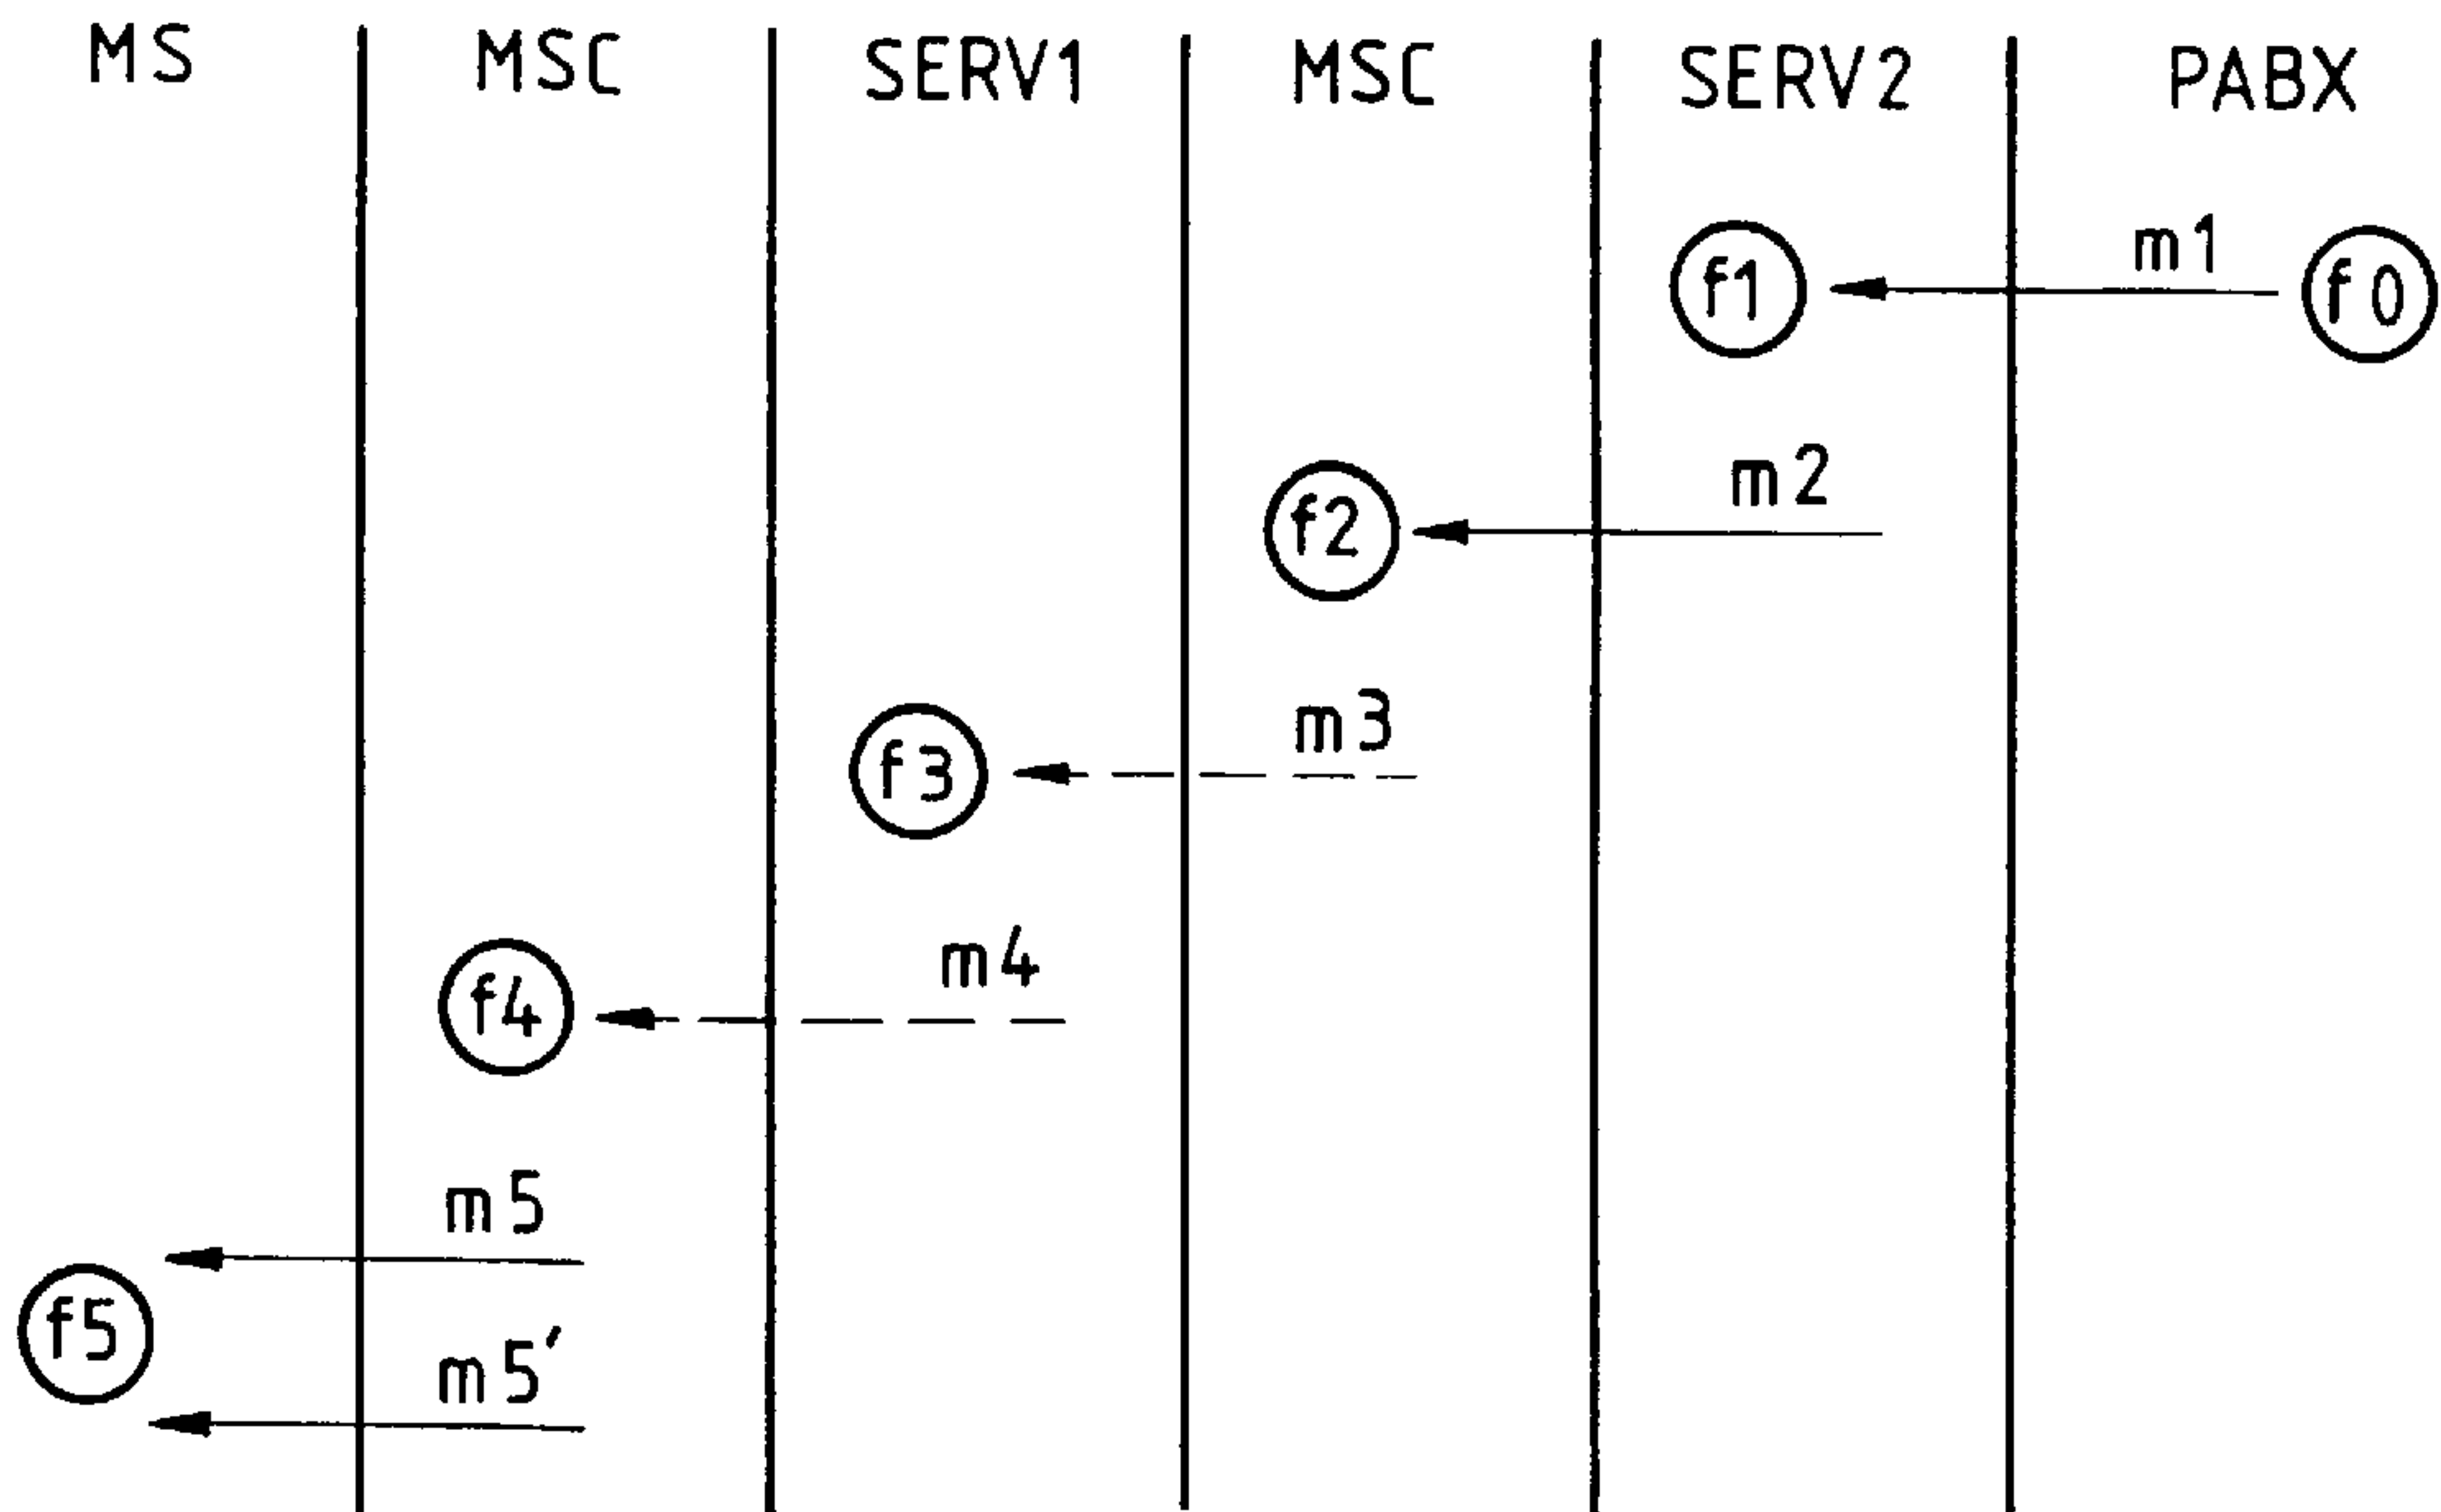 MS MSC SERV1 MSC SERV2 PABX
f1 m1 f0
f2 m2
f3 m3
f4 m4
m5
f5
m5'